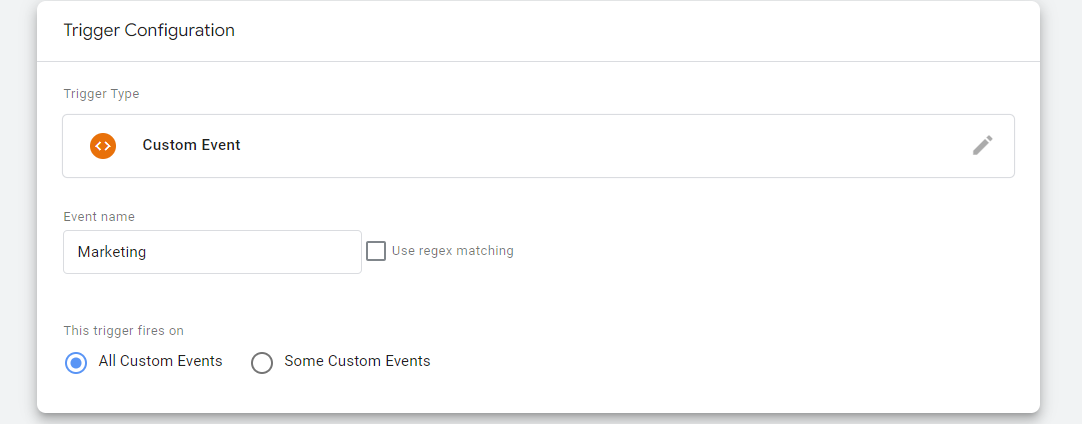 Trigger Configuration
Trigger Type
Custom Event
Event name
Marketing
Use regex matching
This trigger fires on
All Custom Events Some Custom Events